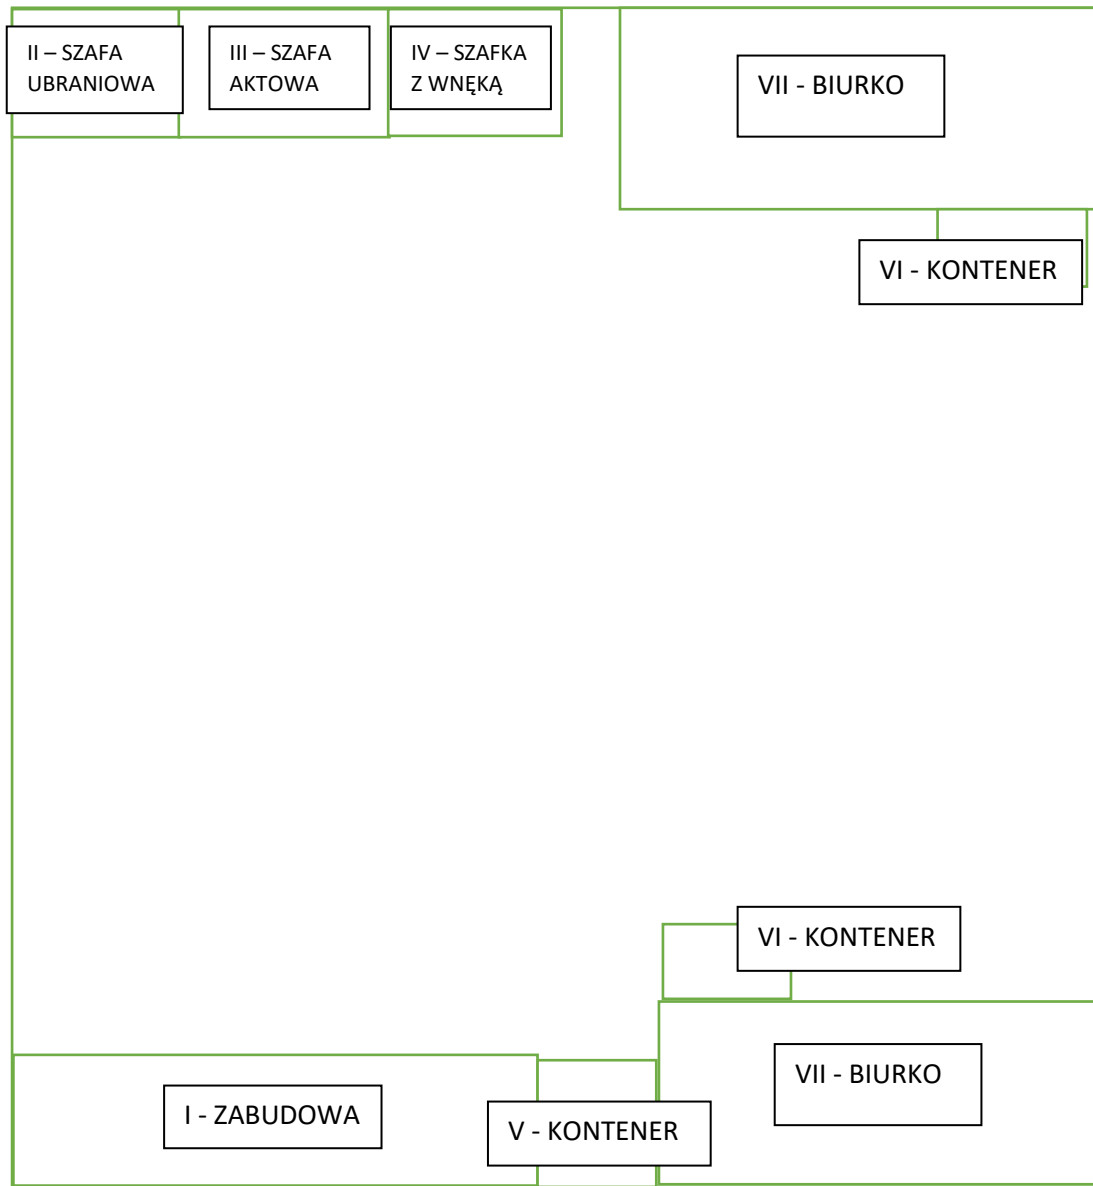 II – SZAFA
UBRANIOWA
III – SZAFA
AKTOWA
IV – SZAFKA
Z WNĘKĄ
VII - BIURKO
VI - KONTENER
VI - KONTENER
VII - BIURKO
I - ZABUDOWA
V - KONTENER